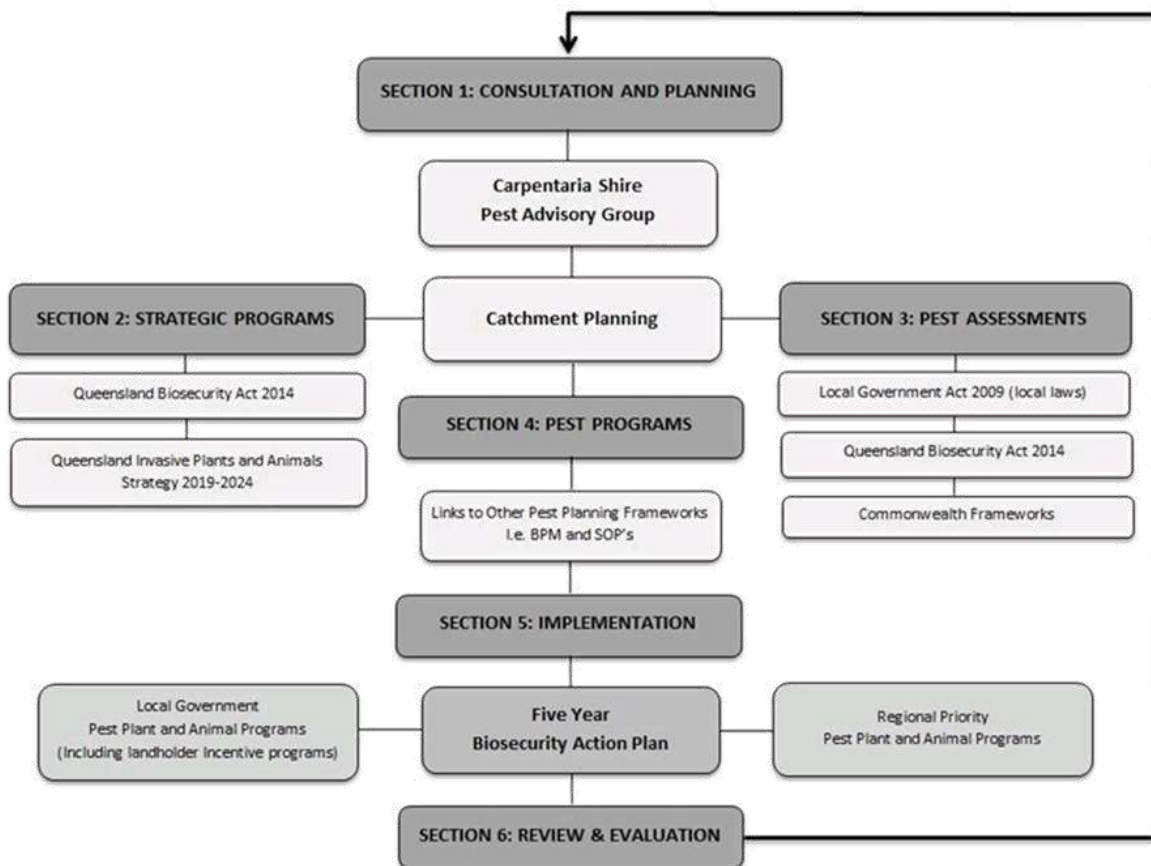 SECTION 1: CONSULTATION AND PLANNING
Carpentaria Shire
Pest Advisory Group
SECTION 2: STRATEGIC PROGRAMS
Catchment Planning
SECTION 3: PEST ASSESSMENTS
Queensland Biosecurity Act 2014
Queensland Invasive Plants and Animals
Strategy 2019-2024
Local Government Act 2009 (local laws)
Queensland Biosecurity Act 2014
Commonwealth Frameworks
SECTION 4: PEST PROGRAMS
Links to Other Pest Planning Frameworks
I.e. BPM and SOP's
SECTION 5: IMPLEMENTATION
Local Government
Pest Plant and Animal Programs
(Including landholder Incentive programs)
Five Year
Biosecurity Action Plan
Regional Priority
Pest Plant and Animal Programs
SECTION 6: REVIEW & EVALUATION